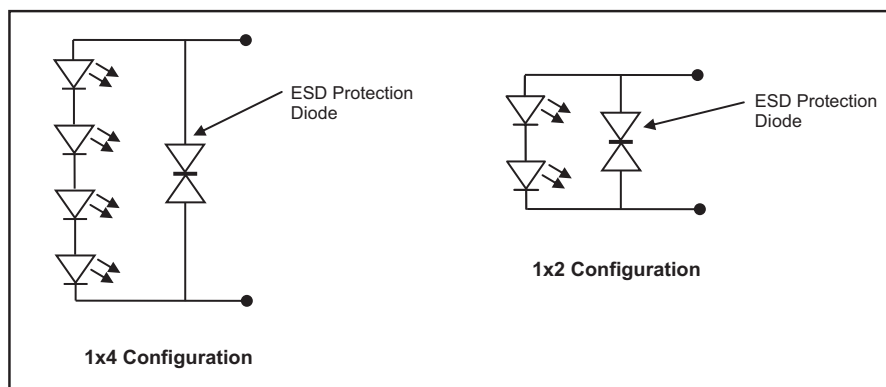 ESD Protection
Diode
1x4 Configuration
ESD Protection
Diode
1x2 Configuration